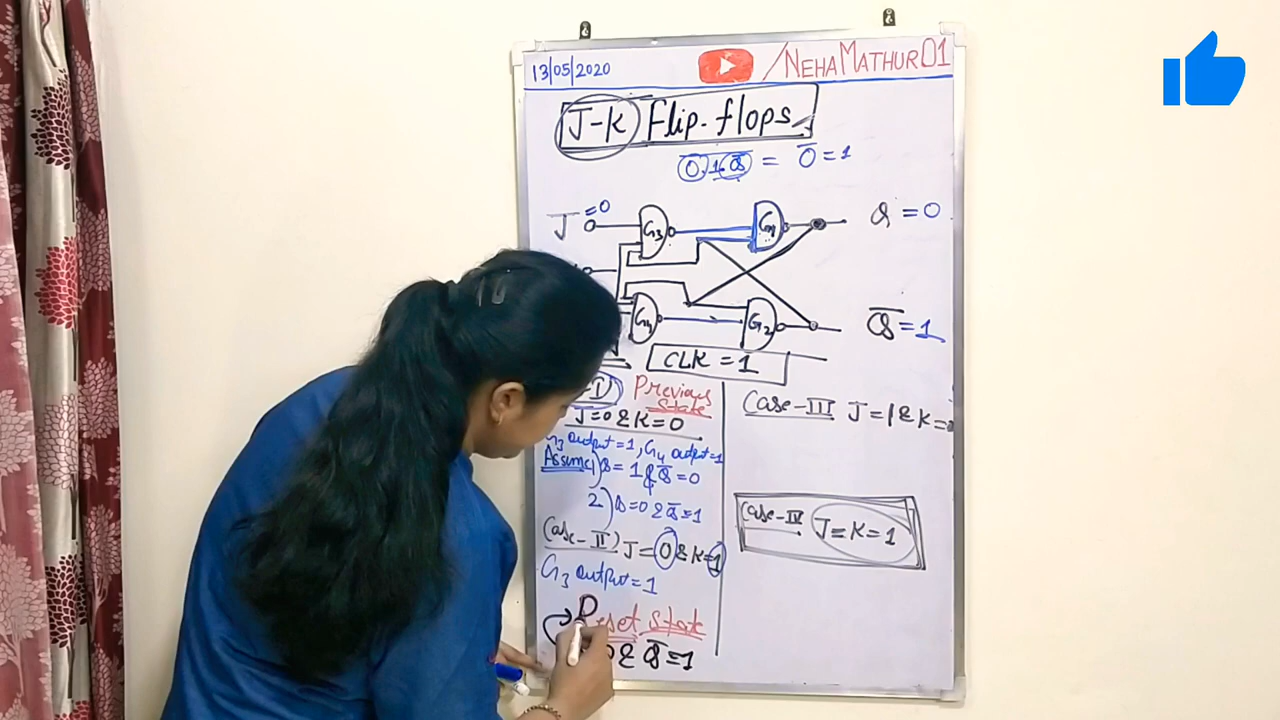 13/05/2020
/NEHAMATHUR01
J-K Flip-flops
0.1.Q̅ = 0̅ = 1
J = 0
G3
G1
Q = 0
G4
G2
Q̅ = 1
CLK = 1
Previous State
J=0 & K=0
G3 output=1, G4 output=1
Assume 1) Q = 1 & Q̅ = 0
2) Q=0 & Q̅=1
Case-II) J=0 & K=1
G3 output=1
Reset State
0 & Q̅=1
Case-III J=1 & K=
Case-IV J=K=1